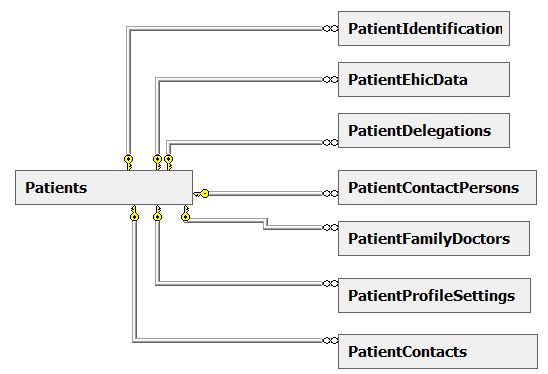 PatientIdentification
PatientEhicData
PatientDelegations
Patients
PatientContactPersons
PatientFamilyDoctors
PatientProfileSettings
PatientContacts